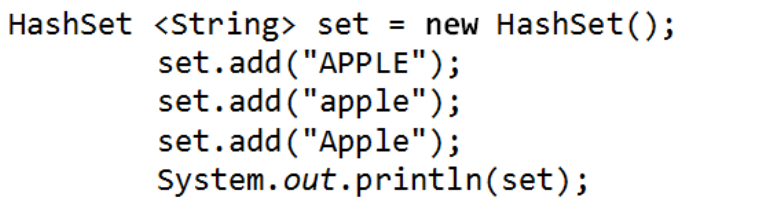 HashSet <String> set = new HashSet();
set.add("APPLE");
set.add("apple");
set.add("Apple");
System.out.println(set);